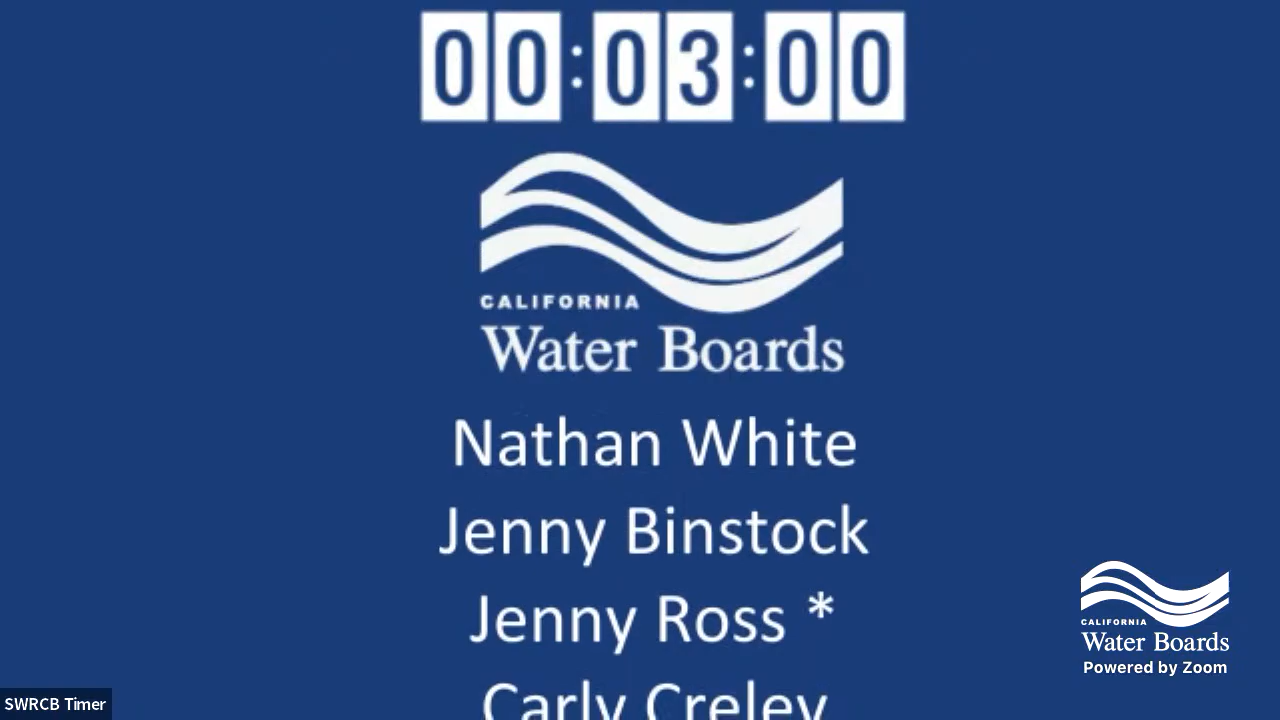 00:03:00
CALIFORNIA
Water Boards
Nathan White
Jenny Binstock
Jenny Ross *
Carly Creley
CALIFORNIA
Water Boards
Powered by Zoom
SWRCB Timer